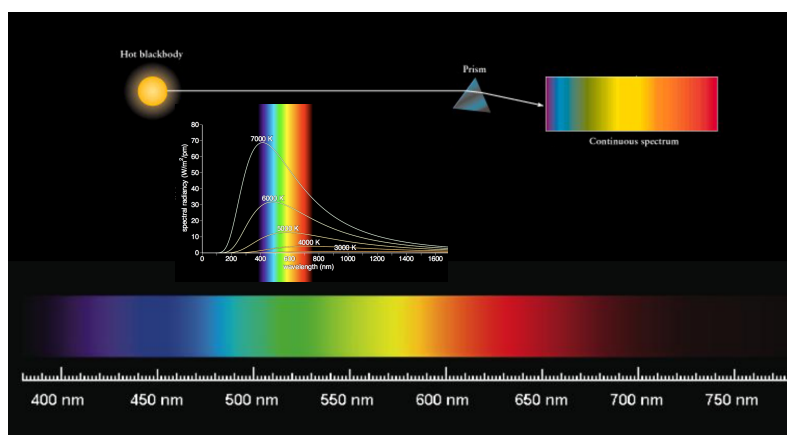 Hot blackbody
Prism
Continuous spectrum
spectral radiancy (W/m²/pm)
80
70
60
50
40
30
20
10
0
7000 K
6000 K
5000 K
4000 K
3000 K
0 200 400 600 800 1000 1200 1400 1600
wavelength (nm)
400 nm 450 nm 500 nm 550 nm 600 nm 650 nm 700 nm 750 nm